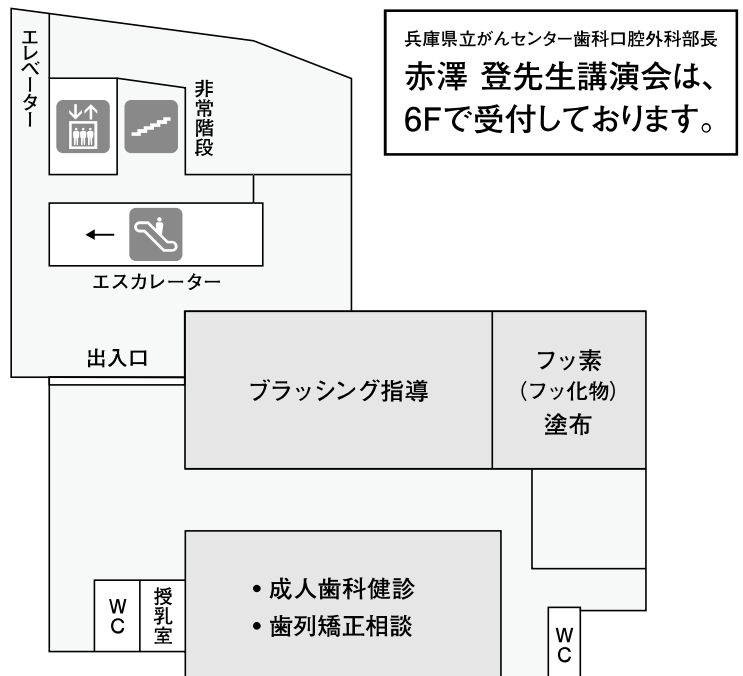 兵庫県立がんセンター歯科口腔外科部長
赤澤 登先生講演会は、
6Fで受付しております。
エレベーター
非常階段
エスカレーター
出入口
ブラッシング指導
フッ素
(フッ化物)
塗布
・成人歯科健診
・歯列矯正相談
WC
授乳室
WC